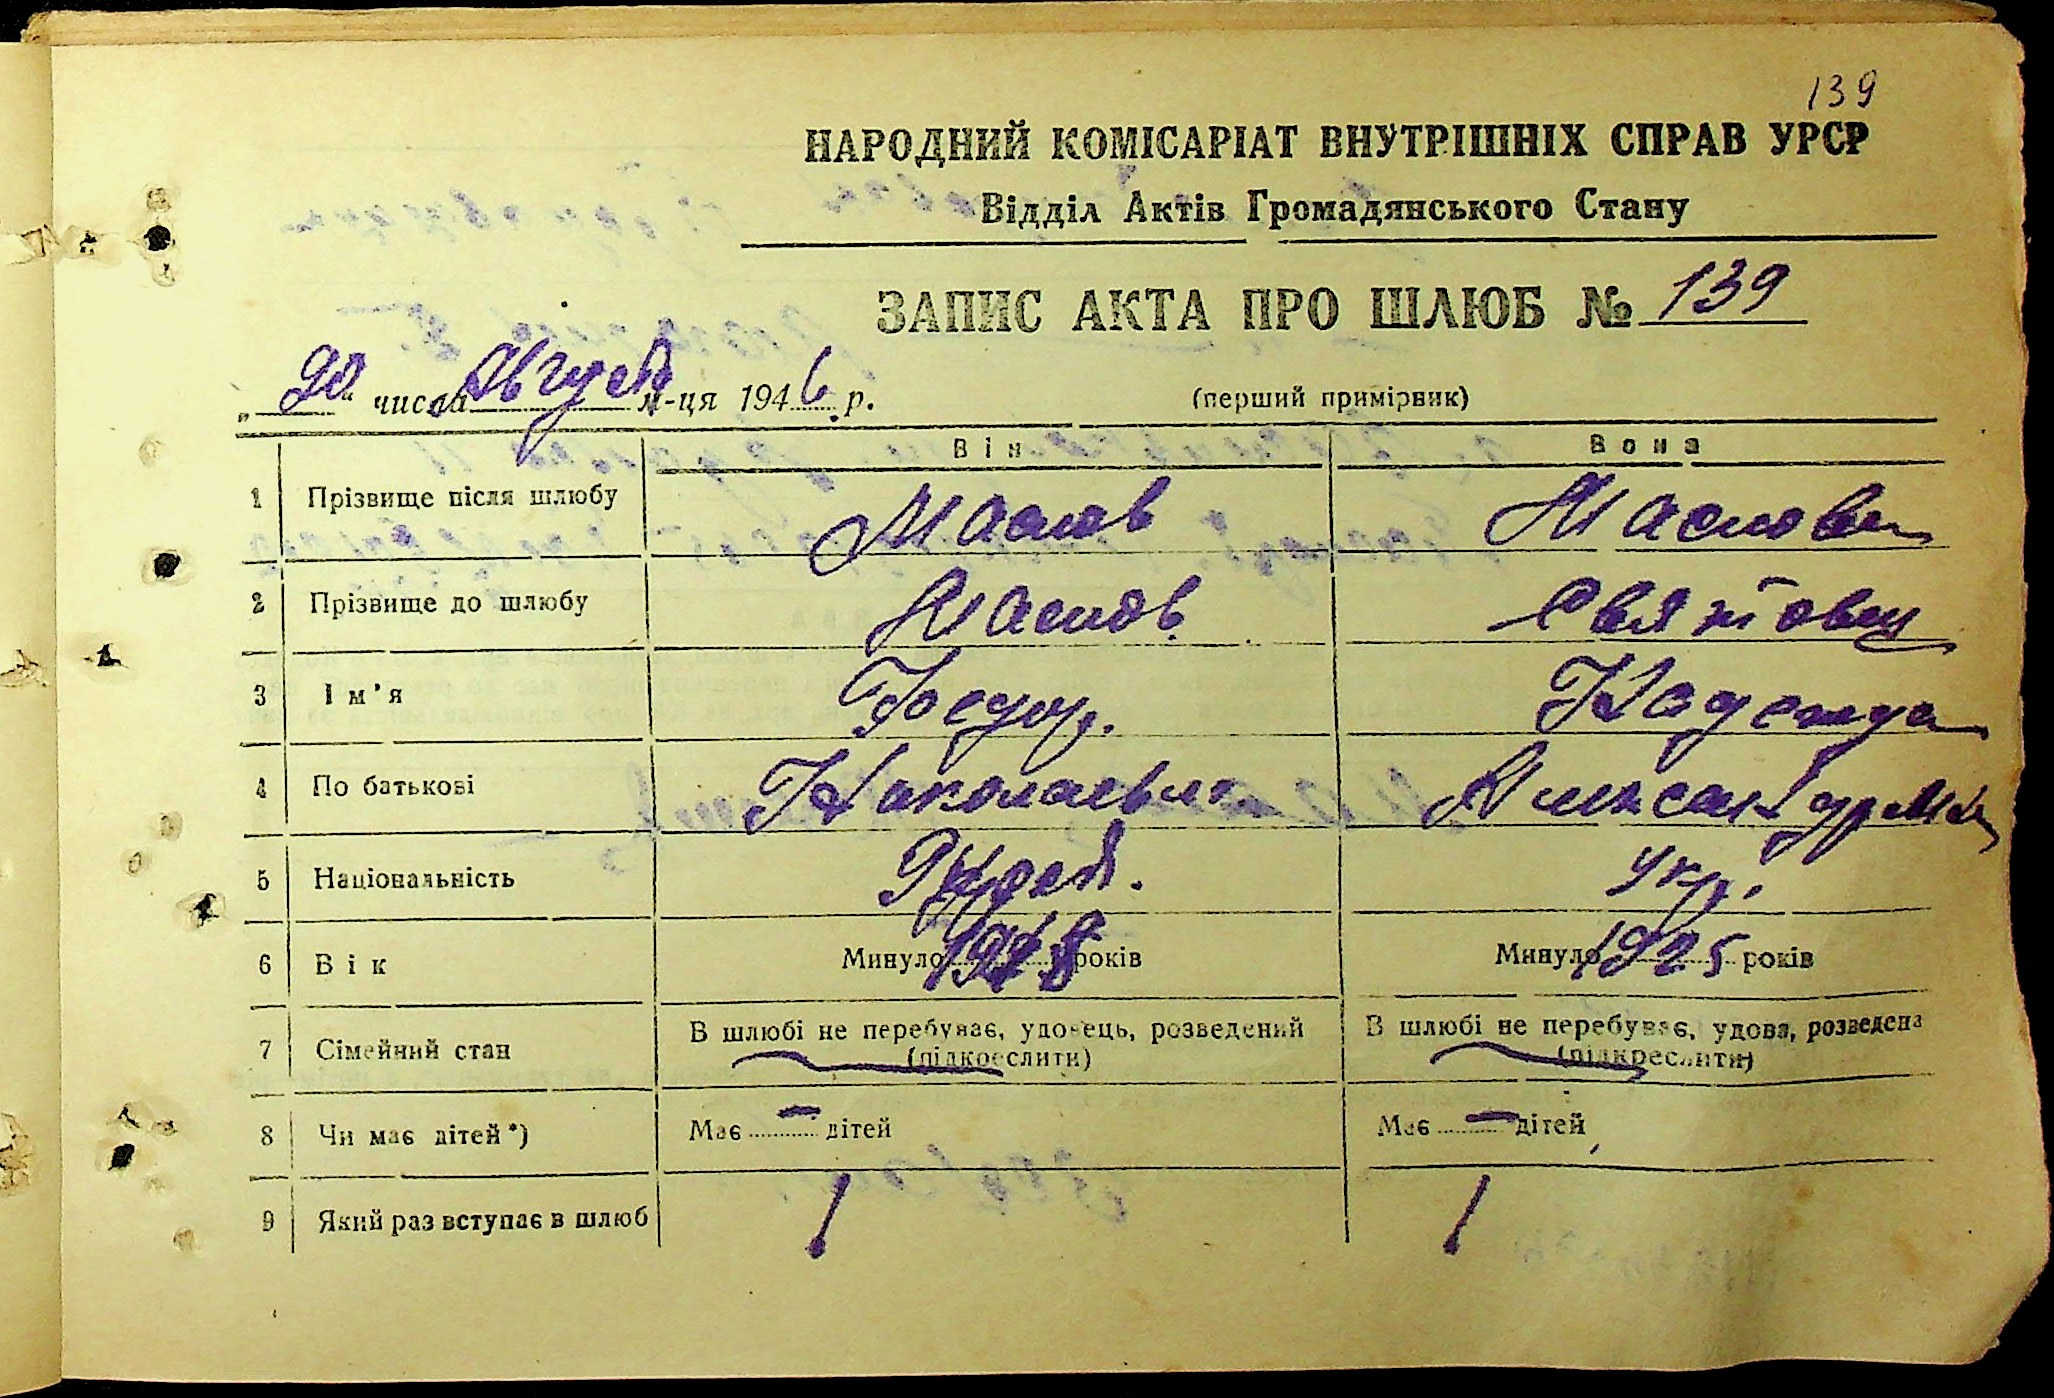 139
НАРОДНИЙ КОМІСАРІАТ ВНУТРІШНІХ СПРАВ УРСР
Відділ Актів Громадянського Стану
ЗАПИС АКТА ПРО ШЛЮБ № 139
„ 20 “ числа Август м-ця 1946 р. (перший примірник)
Він Вона
1 Прізвище після шлюбу Маслов Маслова
2 Прізвище до шлюбу Маслов Святовец
3 Ім'я Федор. Надежда
4 По батькові Николаевич
5 Національність укр.
6 Вік Минуло років Минуло 1925 років
7 Сімейний стан В шлюбі не перебуває, удовець, розведений В шлюбі не перебуває, удова, розведена
(підкреслити) (підкреслити)
8 Чи має дітей*) Має — дітей Має — дітей
9 Який раз вступає в шлюб 1 1